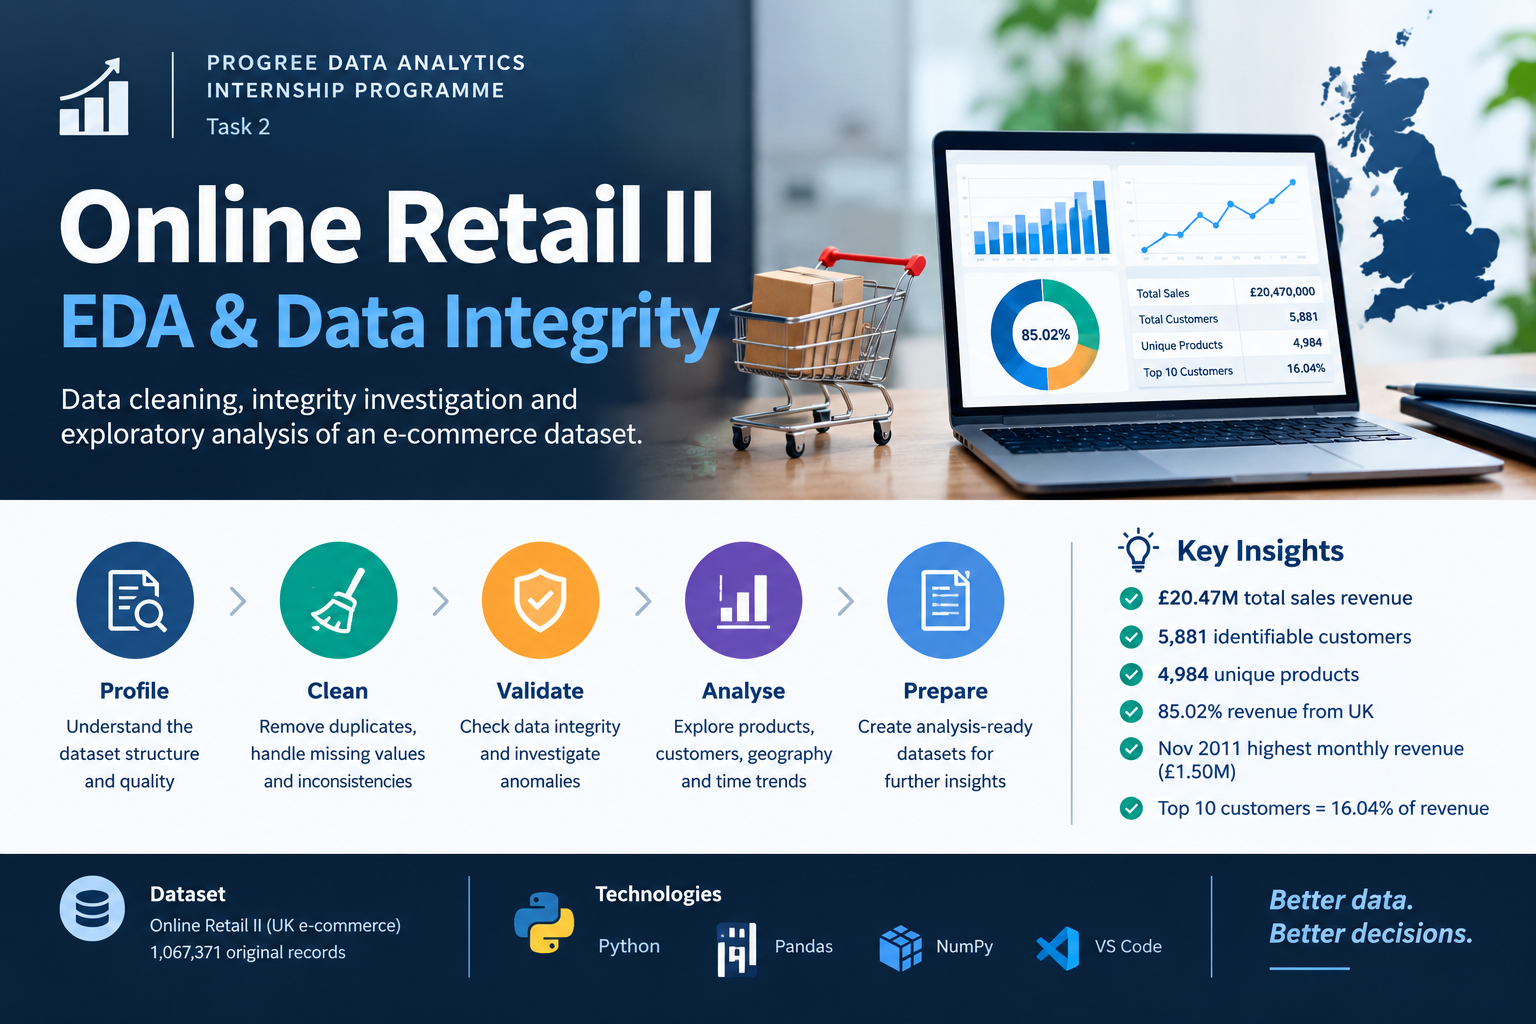 PROGREE DATA ANALYTICS
INTERNSHIP PROGRAMME
Task 2
Online Retail II
EDA & Data Integrity
Data cleaning, integrity investigation and
exploratory analysis of an e-commerce dataset.
85.02%
Total Sales £20,470,000
Total Customers 5,881
Unique Products 4,984
Top 10 Customers 16.04%
Profile
Understand the
dataset structure
and quality
Clean
Remove duplicates,
handle missing values
and inconsistencies
Validate
Check data integrity
and investigate
anomalies
Analyse
Explore products,
customers, geography
and time trends
Prepare
Create analysis-ready
datasets for
further insights
Key Insights
£20.47M total sales revenue
5,881 identifiable customers
4,984 unique products
85.02% revenue from UK
Nov 2011 highest monthly revenue
(£1.50M)
Top 10 customers = 16.04% of revenue
Dataset
Online Retail II (UK e-commerce)
1,067,371 original records
Technologies
Python
Pandas
NumPy
VS Code
Better data.
Better decisions.